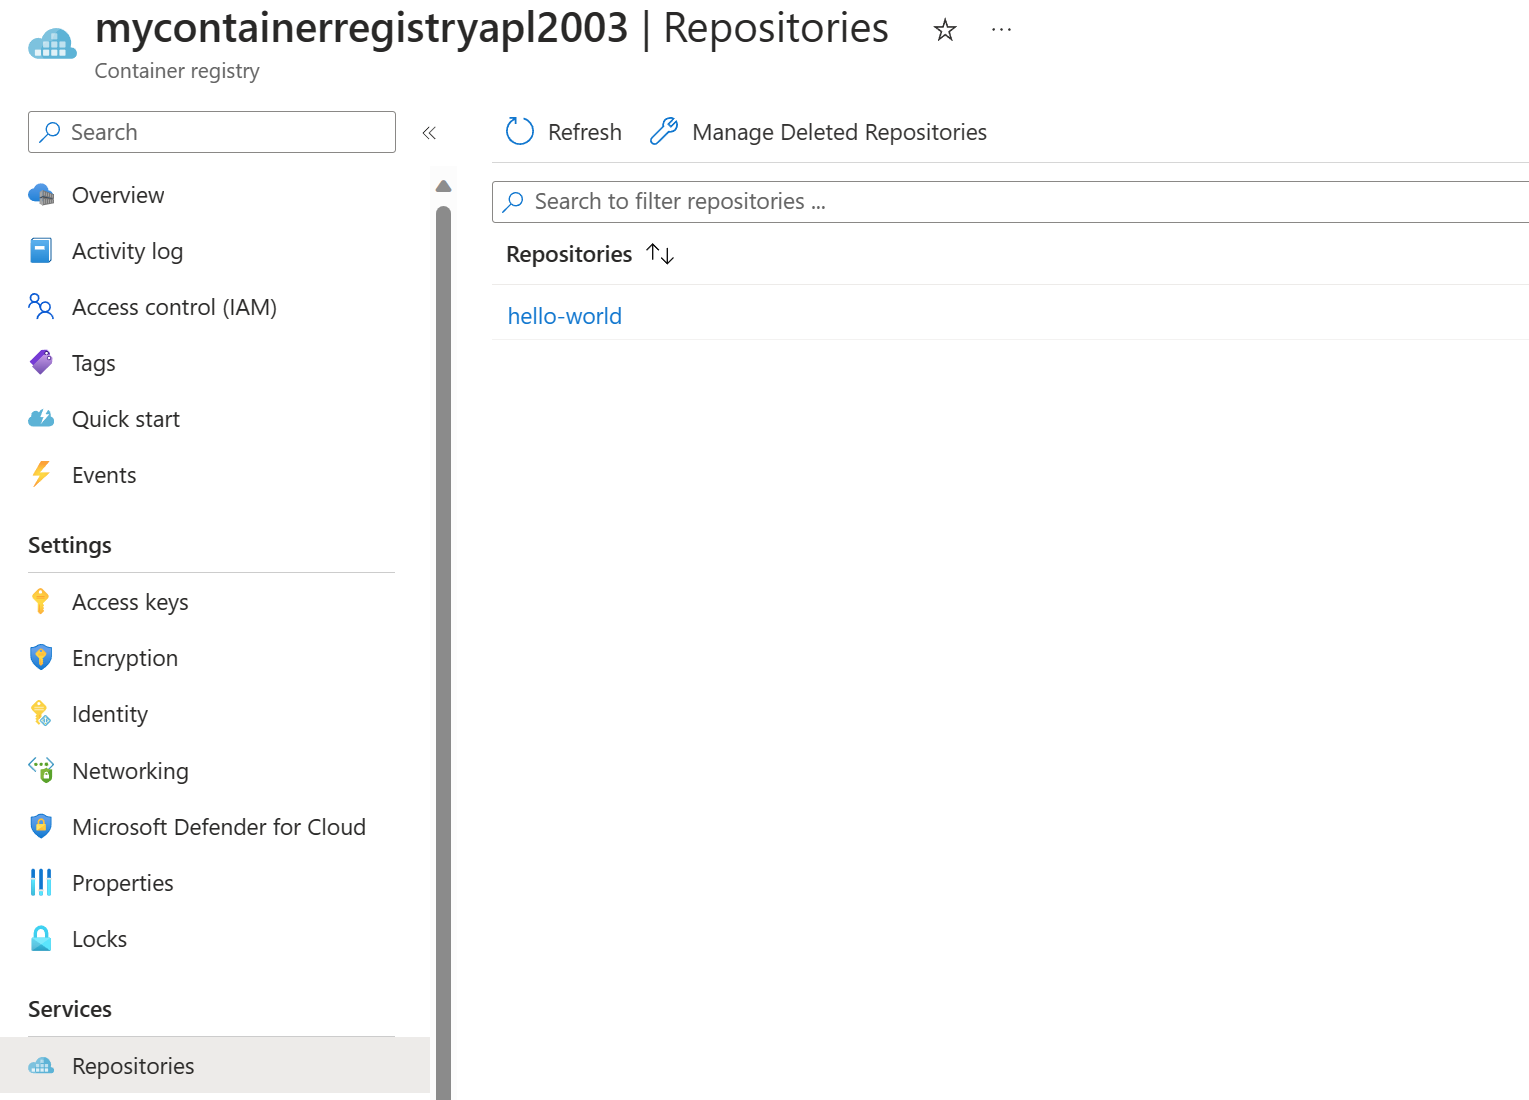 mycontainerregistryapl2003 | Repositories
Container registry
Search
Overview
Activity log
Access control (IAM)
Tags
Quick start
Events
Settings
Access keys
Encryption
Identity
Networking
Microsoft Defender for Cloud
Properties
Locks
Services
Repositories
Refresh
Manage Deleted Repositories
Search to filter repositories ...
Repositories
hello-world